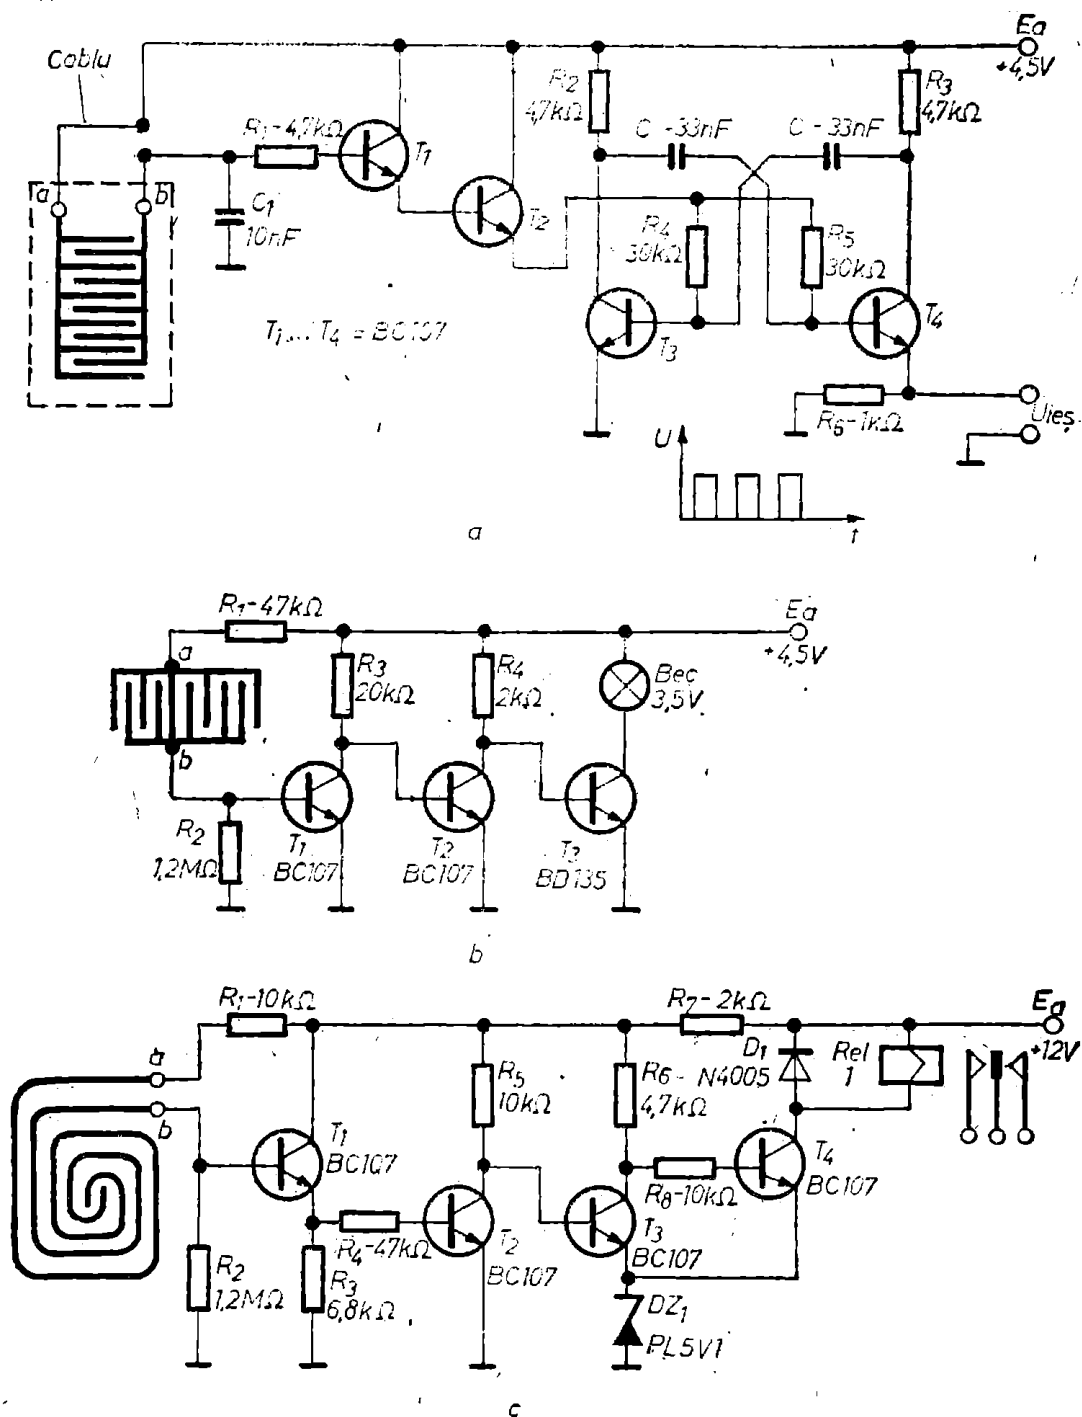 Ea
+4,5V
Cablu
R2
4,7kΩ
R3
4,7kΩ
R1-4,7kΩ
C-33nF
C-33nF
T1
a
b
C1
10nF
T2
R4
30kΩ
R5
30kΩ
T1...T4 = BC107
T3
T4
R6-1kΩ
Uieș.
U
t
a
R1-47kΩ
Ea
+4,5V
a
R3
20kΩ
R4
2kΩ
Bec
3,5V
b
R2
1,2MΩ
T1
BC107
T2
BC107
T3
BD135
b
R1-10kΩ
R7-2kΩ
Ea
+12V
a
b
D1
N4005
Rel
1
R5
10kΩ
R6-
4,7kΩ
T1
BC107
T4
BC107
R8-10kΩ
R4-47kΩ
T2
BC107
T3
BC107
R2
1,2MΩ
R3
6,8kΩ
DZ1
PL5V1
c